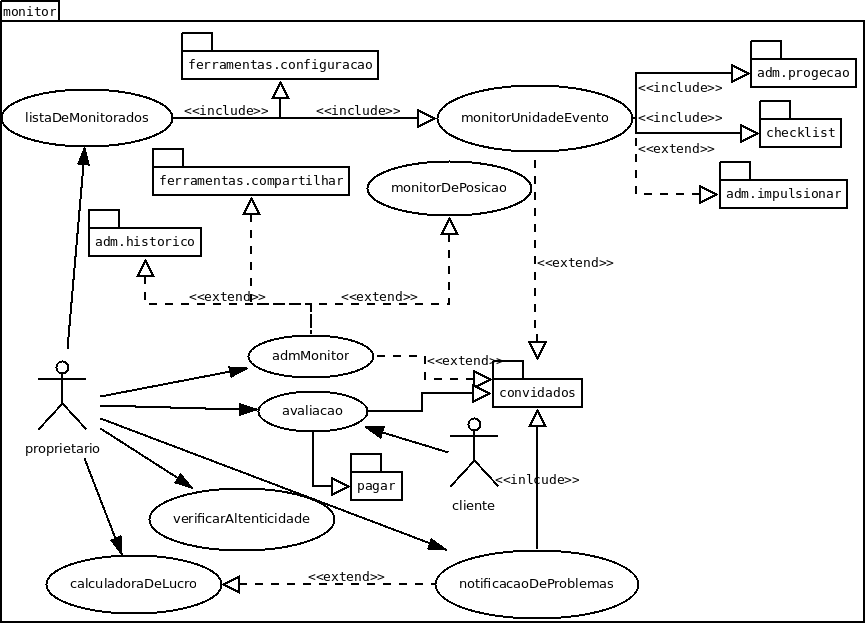 monitor
ferramentas.configuracao
adm.progecao
<<include>>
listaDeMonitorados
<<include>>
<<include>>
monitorUnidadeEvento
<<include>>
checklist
<<extend>>
ferramentas.compartilhar
monitorDePosicao
adm.impulsionar
adm.historico
<<extend>>
<<extend>>
<<extend>>
admMonitor
<<extend>>
convidados
avaliacao
proprietario
<<inlcude>>
pagar
cliente
verificarAltenticidade
<<extend>>
calculadoraDeLucro
notificacaoDeProblemas